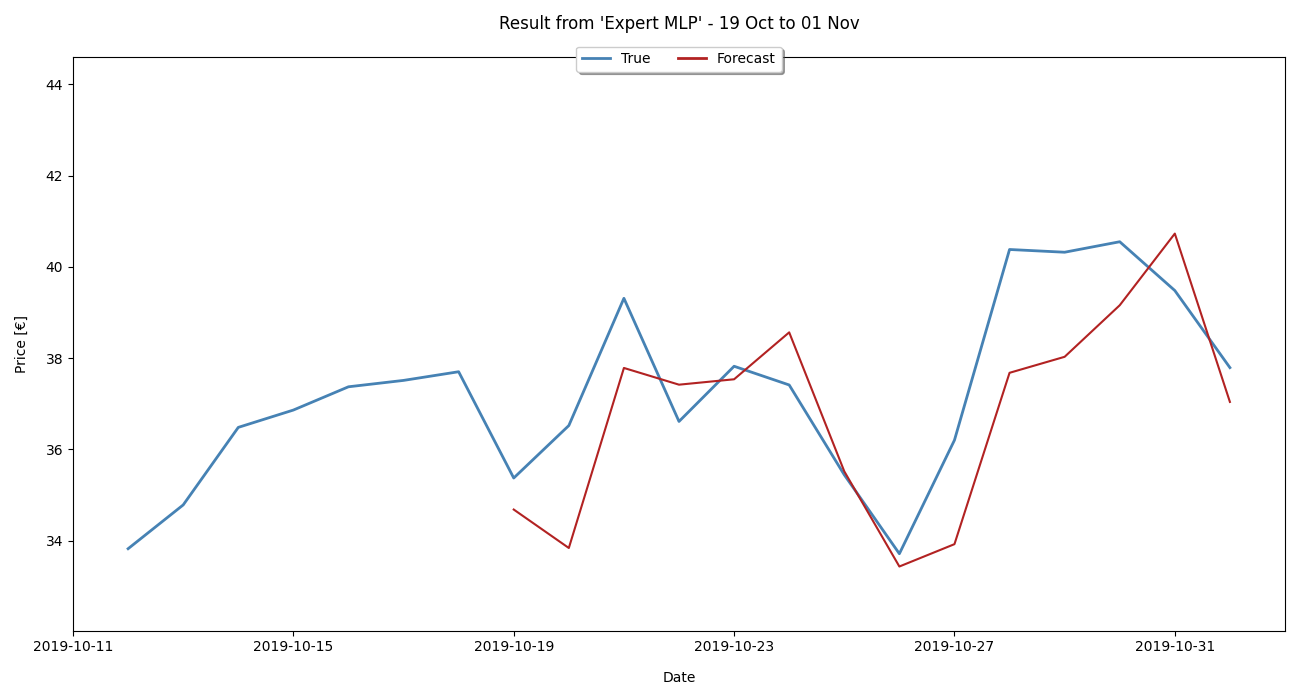 Result from 'Expert MLP' - 19 Oct to 01 Nov
True Forecast
44
42
40
38
36
34
Price [€]
2019-10-11 2019-10-15 2019-10-19 2019-10-23 2019-10-27 2019-10-31
Date